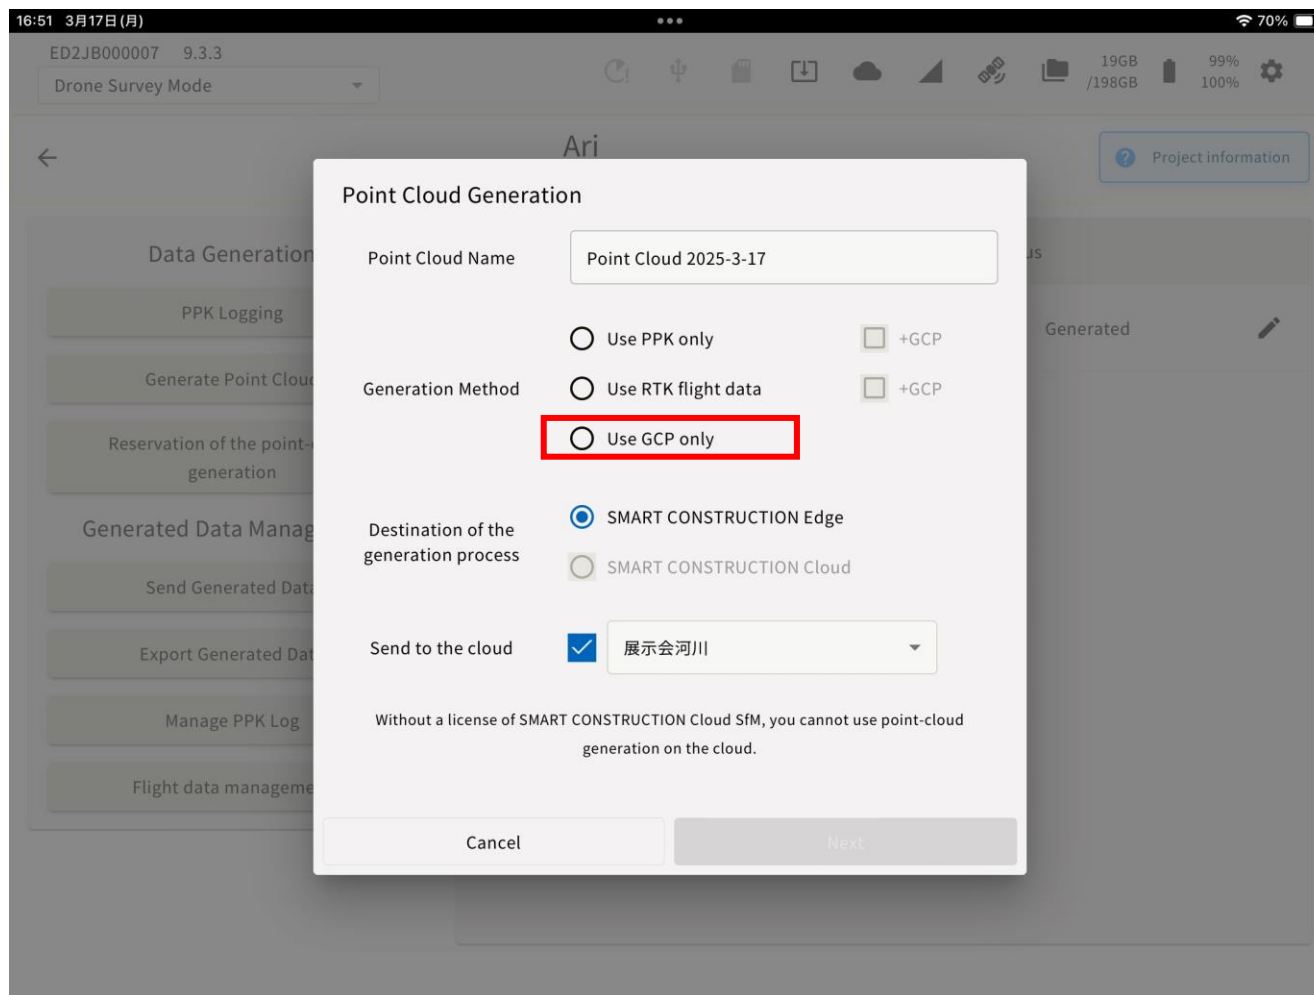 16:51 3月17日(月)
70%
ED2JB000007 9.3.3
Drone Survey Mode
19GB
/198GB
99%
100%
Ari
Project information
Point Cloud Generation
Data Generation
Point Cloud Name
Point Cloud 2025-3-17
us
PPK Logging
Use PPK only
+GCP
Generated
Generate Point Cloud
Generation Method
Use RTK flight data
+GCP
Use GCP only
Reservation of the point-
generation
Generated Data Manag
Destination of the
generation process
SMART CONSTRUCTION Edge
SMART CONSTRUCTION Cloud
Send Generated Data
Send to the cloud
展示会河川
Export Generated Dat
Manage PPK Log
Without a license of SMART CONSTRUCTION Cloud SfM, you cannot use point-cloud
generation on the cloud.
Flight data manageme
Cancel
Next